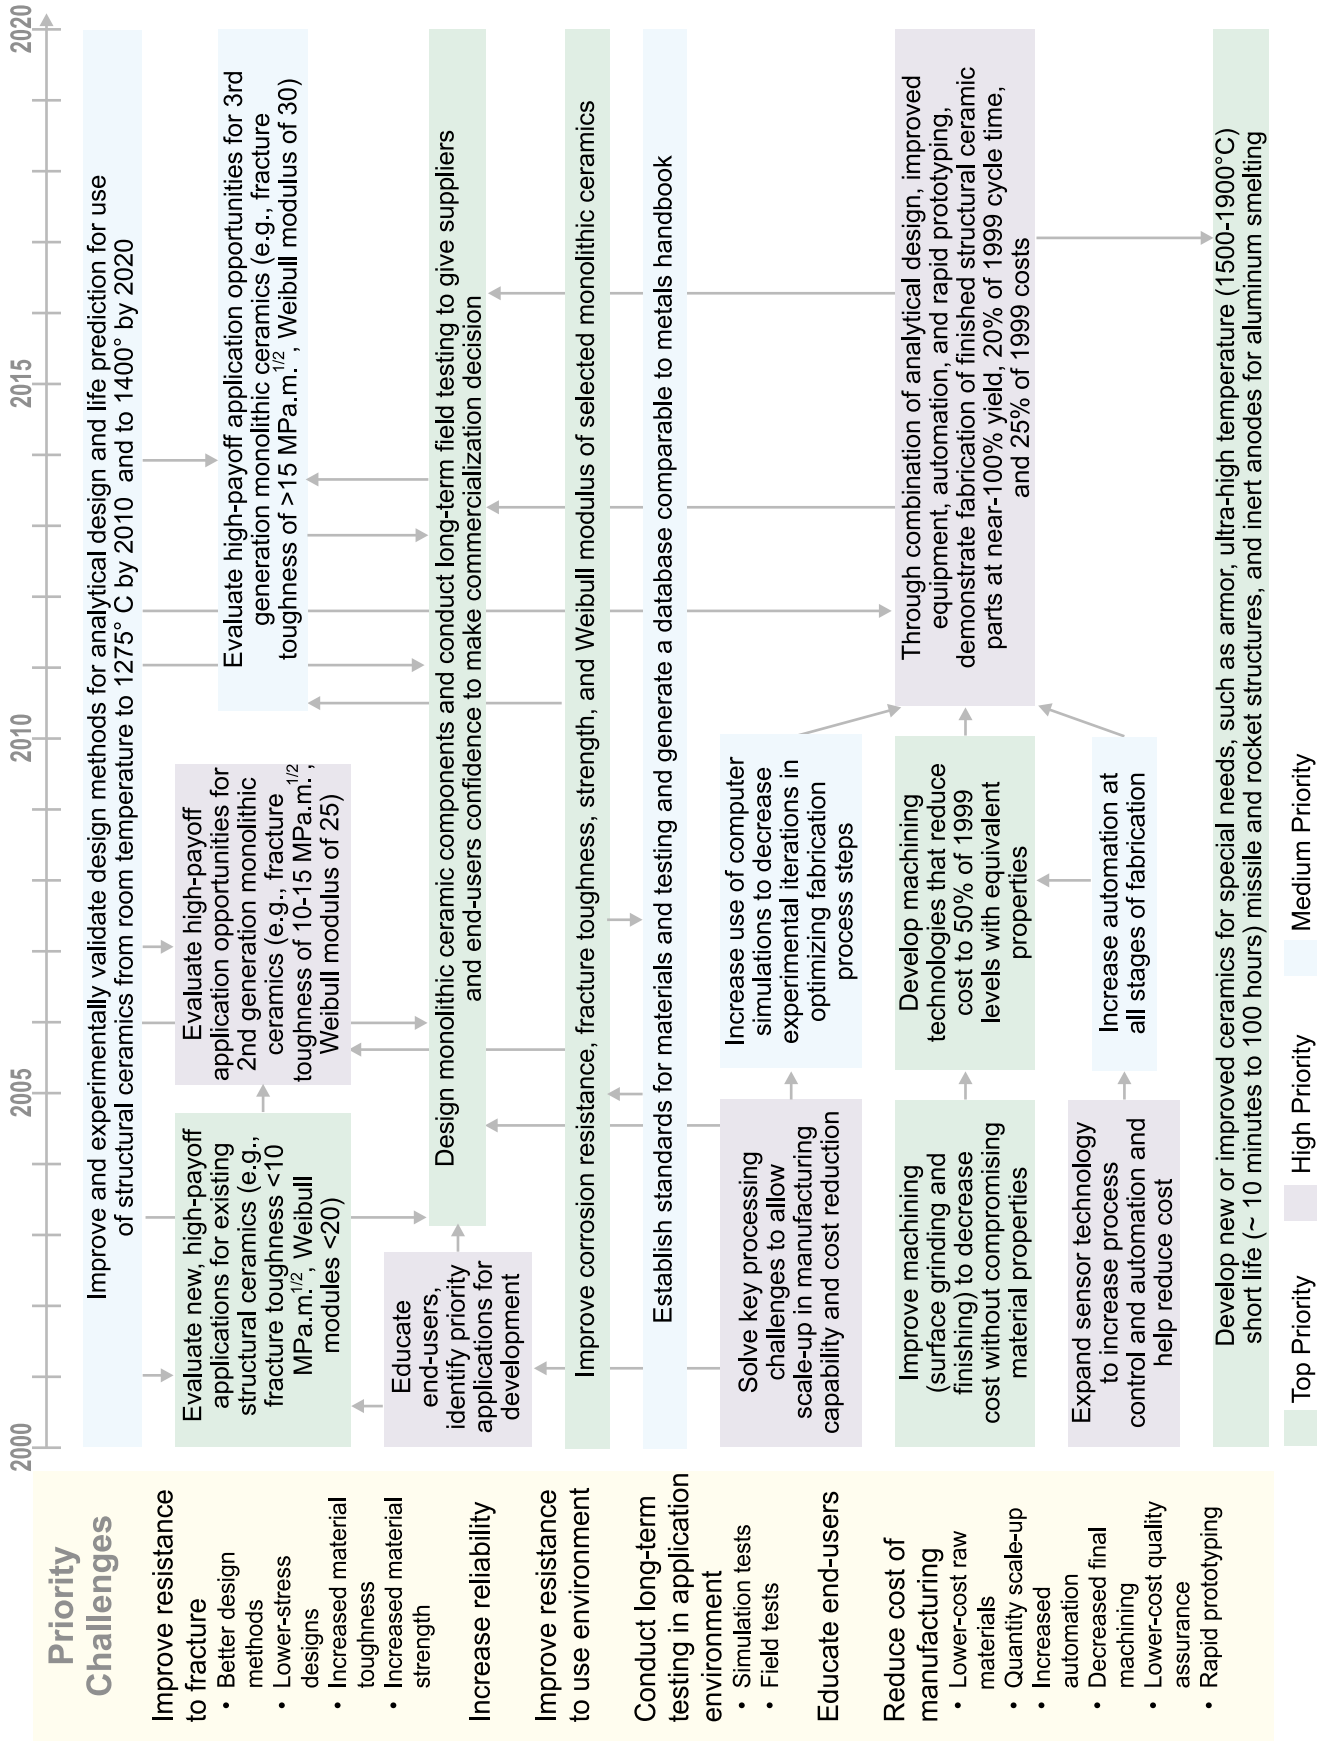 Priority
Challenges
Improve resistance
to fracture
• Better design
methods
• Lower-stress
designs
• Increased material
toughness
• Increased material
strength
Increase reliability
Improve resistance
to use environment
Conduct long-term
testing in application
environment
• Simulation tests
• Field tests
Educate end-users
Reduce cost of
manufacturing
• Lower-cost raw
materials
• Quantity scale-up
• Increased
automation
• Decreased final
machining
• Lower-cost quality
assurance
• Rapid prototyping
2000
2005
2010
2015
2020
Improve and experimentally validate design methods for analytical design and life prediction for use
of structural ceramics from room temperature to 1275° C by 2010 and to 1400° by 2020
Evaluate new, high-payoff
applications for existing
structural ceramics (e.g.,
fracture toughness <10
MPa.m.1/2, Weibull
modules <20)
Evaluate high-payoff
application opportunities for
2nd generation monolithic
ceramics (e.g., fracture
toughness of 10-15 MPa.m.1/2,
Weibull modulus of 25)
Evaluate high-payoff application opportunities for 3rd
generation monolithic ceramics (e.g., fracture
toughness of >15 MPa.m.1/2, Weibull modulus of 30)
Educate
end-users,
identify priority
applications for
development
Design monolithic ceramic components and conduct long-term field testing to give suppliers
and end-users confidence to make commercialization decision
Improve corrosion resistance, fracture toughness, strength, and Weibull modulus of selected monolithic ceramics
Establish standards for materials and testing and generate a database comparable to metals handbook
Solve key processing
challenges to allow
scale-up in manufacturing
capability and cost reduction
Increase use of computer
simulations to decrease
experimental iterations in
optimizing fabrication
process steps
Improve machining
(surface grinding and
finishing) to decrease
cost without compromising
material properties
Develop machining
technologies that reduce
cost to 50% of 1999
levels with equivalent
properties
Through combination of analytical design, improved
equipment, automation, and rapid prototyping,
demonstrate fabrication of finished structural ceramic
parts at near-100% yield, 20% of 1999 cycle time,
and 25% of 1999 costs
Expand sensor technology
to increase process
control and automation and
help reduce cost
Increase automation at
all stages of fabrication
Develop new or improved ceramics for special needs, such as armor, ultra-high temperature (1500-1900°C)
short life (~ 10 minutes to 100 hours) missile and rocket structures, and inert anodes for aluminum smelting
Top Priority
High Priority
Medium Priority